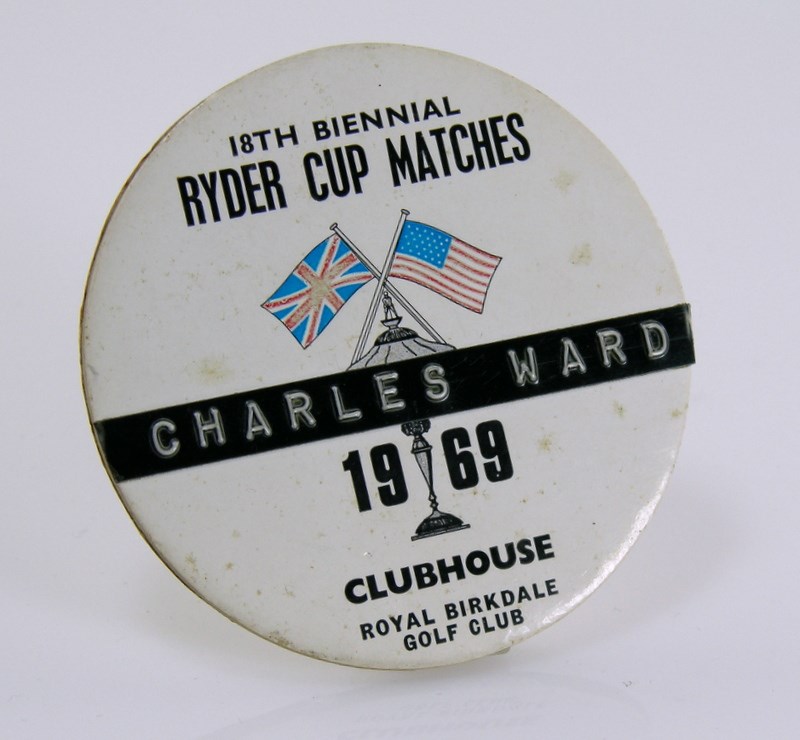 18TH BIENNIAL
RYDER CUP MATCHES
CHARLES WARD
1969
CLUBHOUSE
ROYAL BIRKDALE
GOLF CLUB